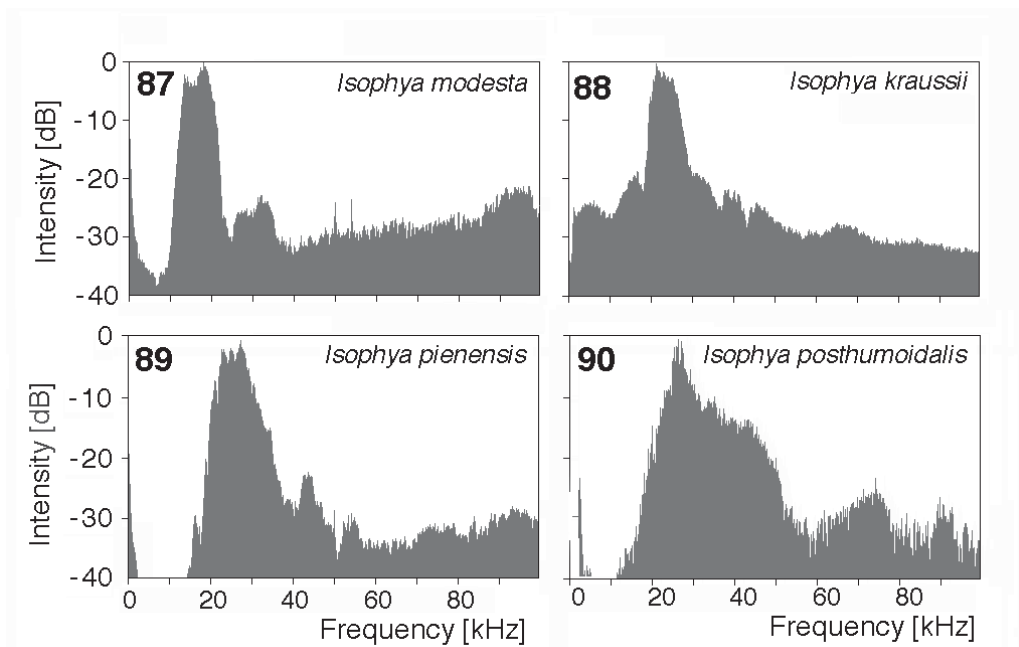 87 Isophya modesta
Intensity [dB]
0
-10
-20
-30
-40
88 Isophya kraussii
89 Isophya pienensis
Intensity [dB]
0
-10
-20
-30
-40
0 20 40 60 80
Frequency [kHz]
90 Isophya posthumoidalis
0 20 40 60 80
Frequency [kHz]